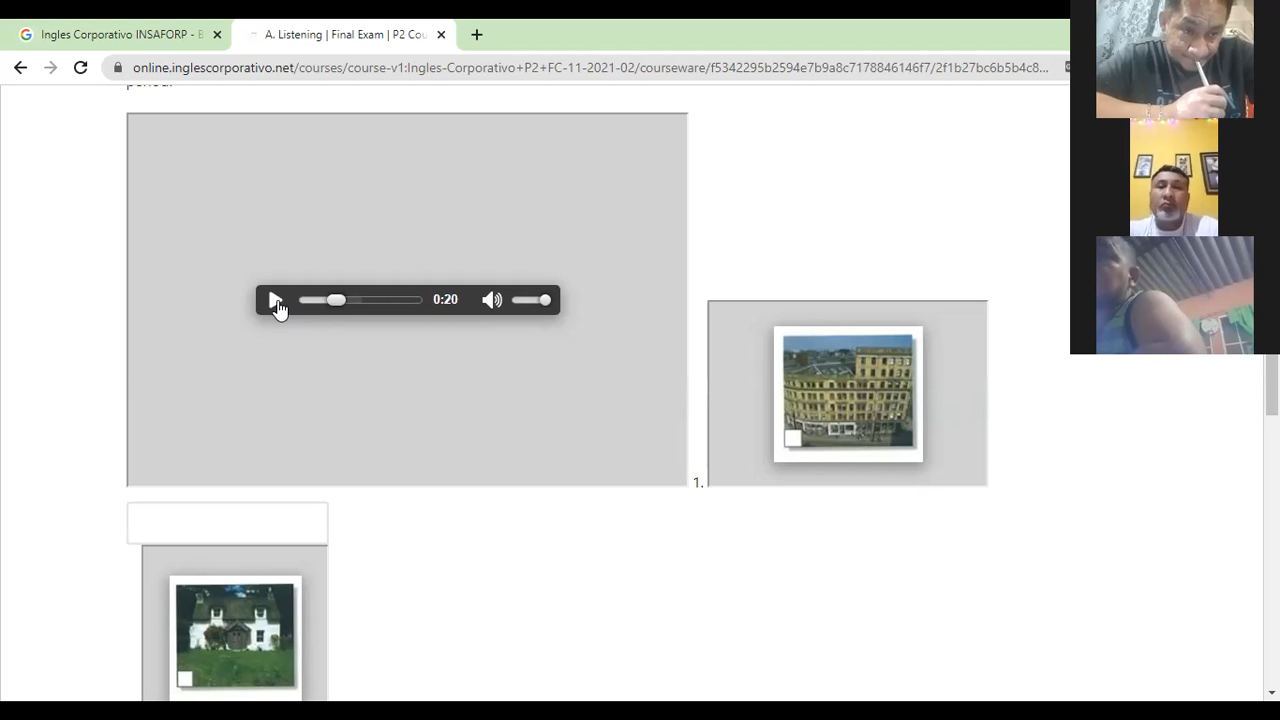 Ingles Corporativo INSAFORP - E
A. Listening | Final Exam | P2 Cou
online.inglescorporativo.net/courses/course-v1:Ingles-Corporativo+P2+FC-11-2021-02/courseware/f5342295b2594e7b9a8c7178846146f7/2f1b27bc6b5b4c8...
period.
0:20
1.